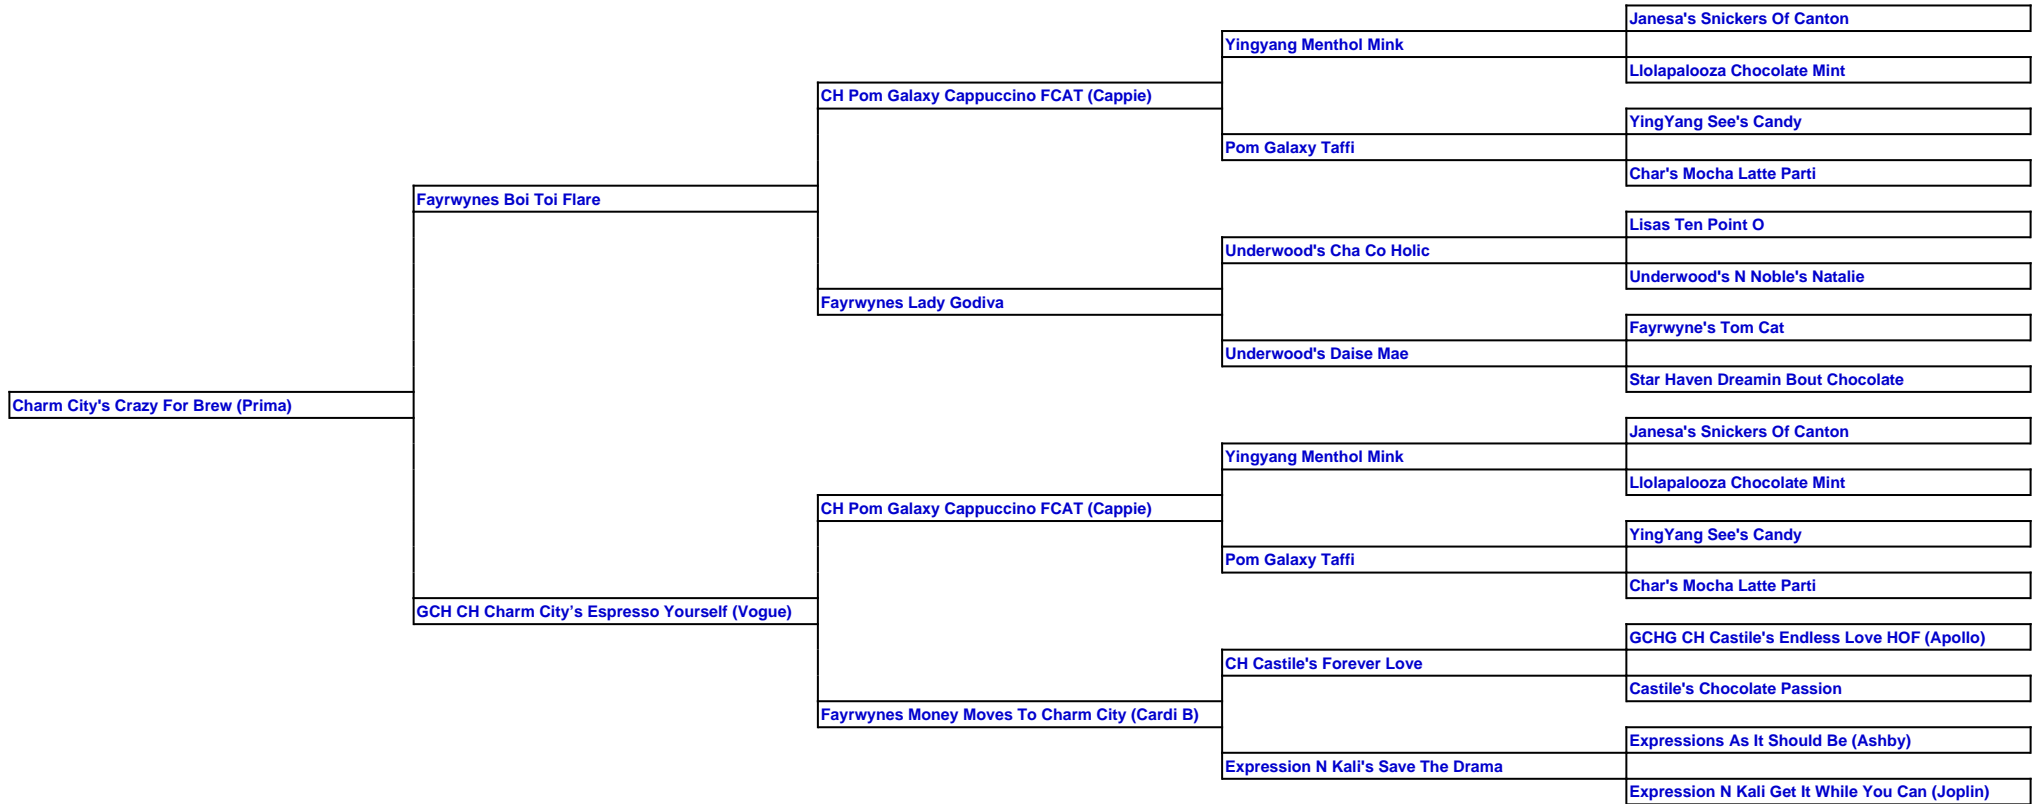 Janesa's Snickers Of Canton
Yingyang Menthol Mink
Llolapalooza Chocolate Mint
CH Pom Galaxy Cappuccino FCAT (Cappie)
YingYang See's Candy
Pom Galaxy Taffi
Char's Mocha Latte Parti
Fayrwynes Boi Toi Flare
Lisas Ten Point O
Underwood's Cha Co Holic
Underwood's N Noble's Natalie
Fayrwynes Lady Godiva
Fayrwyne's Tom Cat
Underwood's Daise Mae
Star Haven Dreamin Bout Chocolate
Charm City's Crazy For Brew (Prima)
Janesa's Snickers Of Canton
Yingyang Menthol Mink
Llolapalooza Chocolate Mint
CH Pom Galaxy Cappuccino FCAT (Cappie)
YingYang See's Candy
Pom Galaxy Taffi
Char's Mocha Latte Parti
GCH CH Charm City’s Espresso Yourself (Vogue)
GCHG CH Castile's Endless Love HOF (Apollo)
CH Castile's Forever Love
Castile's Chocolate Passion
Fayrwynes Money Moves To Charm City (Cardi B)
Expressions As It Should Be (Ashby)
Expression N Kali's Save The Drama
Expression N Kali Get It While You Can (Joplin)